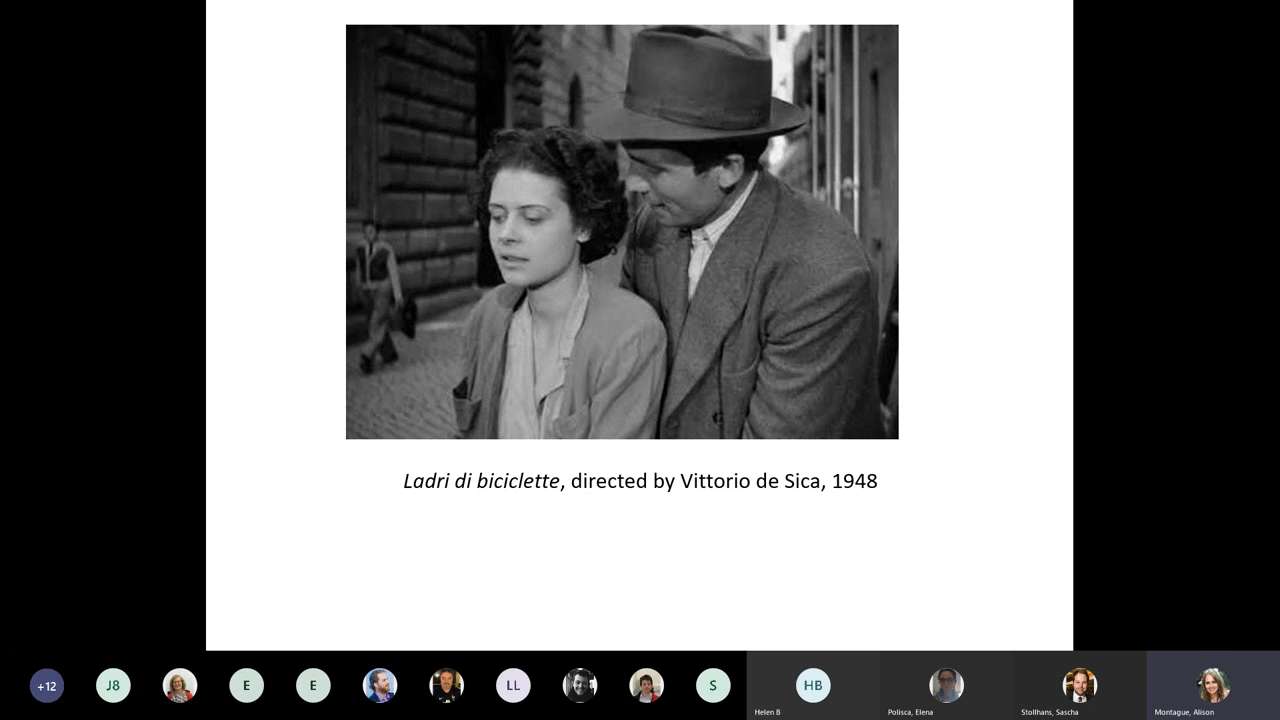 Ladri di biciclette, directed by Vittorio de Sica, 1948
+12
J8
E
E
LL
S
HB
Helen B
Polisca, Elena
Stollhans, Sascha
Montague, Alison